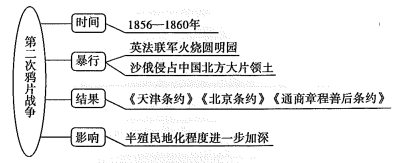 第二次鸦片战争
时间
1856—1860年
暴行
英法联军火烧圆明园
沙俄侵占中国北方大片领土
结果
《天津条约》《北京条约》《通商章程善后条约》
影响
半殖民地化程度进一步加深